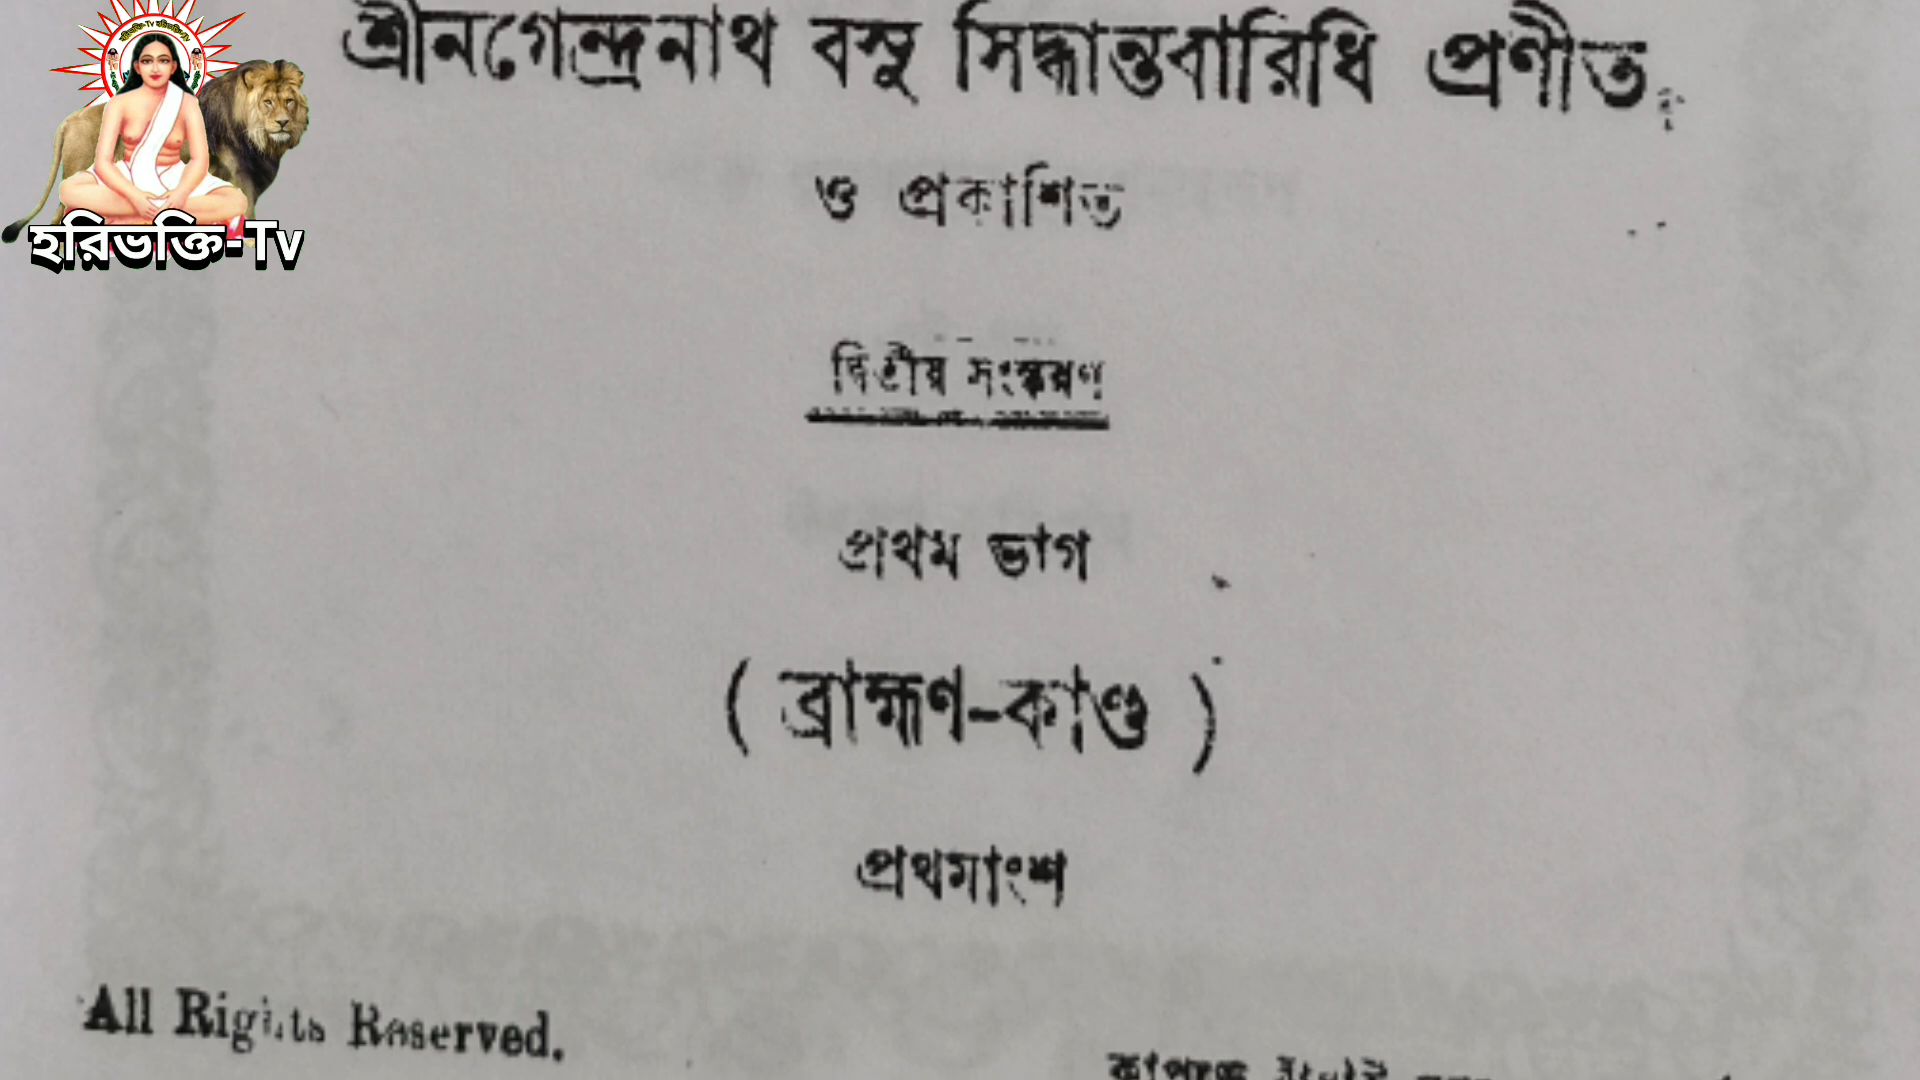 শ্রীনগেন্দ্রনাথ বসু সিদ্ধান্তবারিধি প্রণীত
হরিভক্তি-Tv
ও প্রকাশিত
দ্বিতীয় সংস্করণ
প্রথম ভাগ
( ব্রাহ্মণ-কাণ্ড )
প্রথমাংশ
All Rights Reserved.